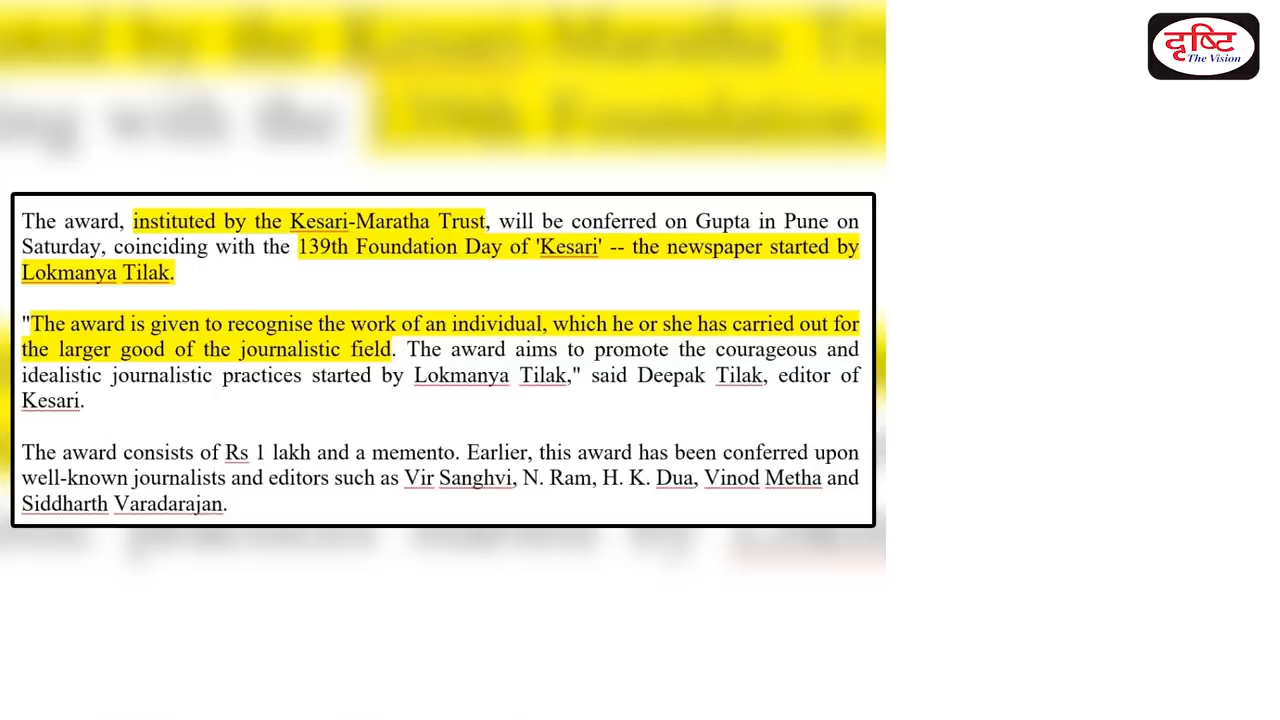 दृष्टि
The Vision
The award, instituted by the Kesari-Maratha Trust, will be conferred on Gupta in Pune on
Saturday, coinciding with the 139th Foundation Day of 'Kesari' -- the newspaper started by
Lokmanya Tilak.
"The award is given to recognise the work of an individual, which he or she has carried out for
the larger good of the journalistic field. The award aims to promote the courageous and
idealistic journalistic practices started by Lokmanya Tilak," said Deepak Tilak, editor of
Kesari.
The award consists of Rs 1 lakh and a memento. Earlier, this award has been conferred upon
well-known journalists and editors such as Vir Sanghvi, N. Ram, H. K. Dua, Vinod Metha and
Siddharth Varadarajan.